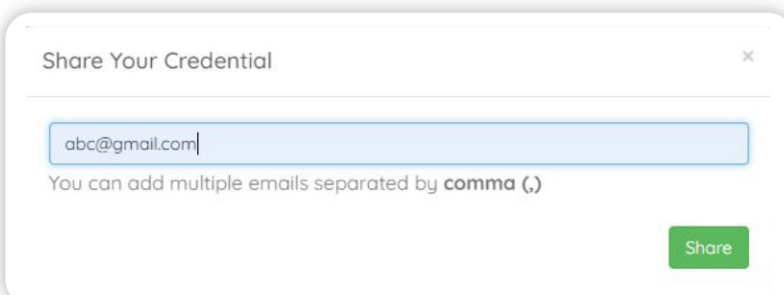 Share Your Credential ×
abc@gmail.com
You can add multiple emails separated by comma (,)
Share